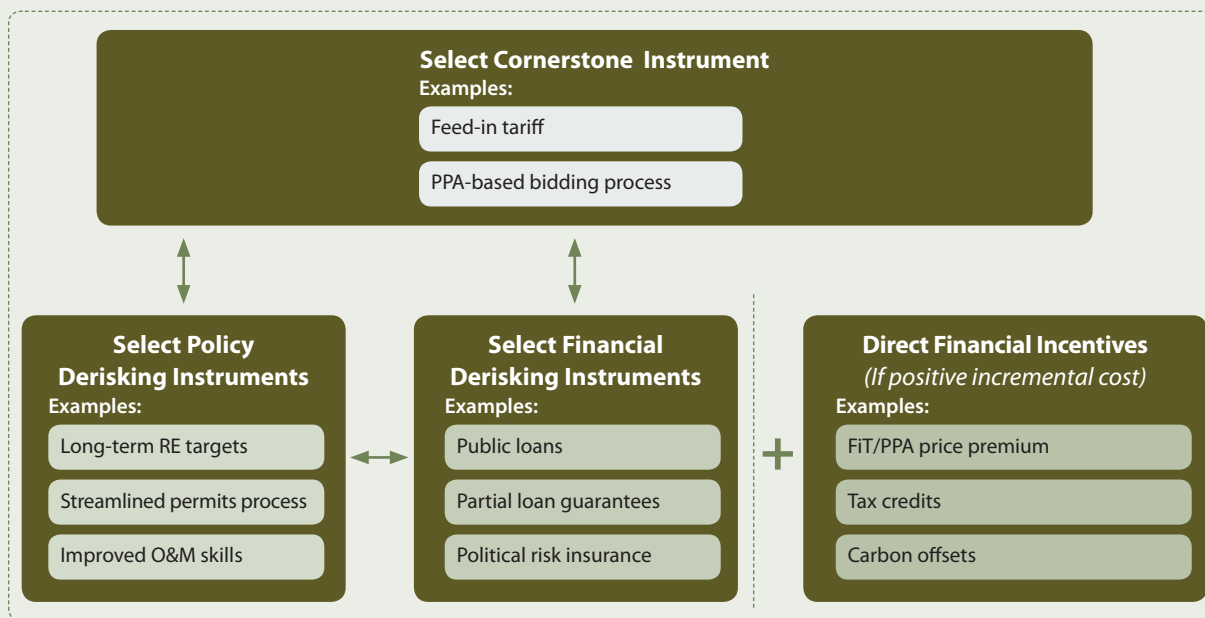 Select Cornerstone Instrument
Examples:
Feed-in tariff
PPA-based bidding process
Select Policy
Derisking Instruments
Examples:
Long-term RE targets
Streamlined permits process
Improved O&M skills
Select Financial
Derisking Instruments
Examples:
Public loans
Partial loan guarantees
Political risk insurance
+
Direct Financial Incentives
(If positive incremental cost)
Examples:
FiT/PPA price premium
Tax credits
Carbon offsets